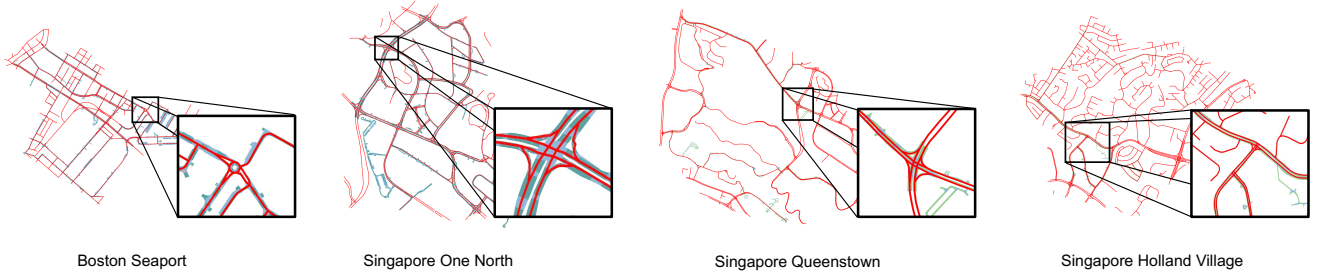 Boston Seaport
Singapore One North
Singapore Queenstown
Singapore Holland Village